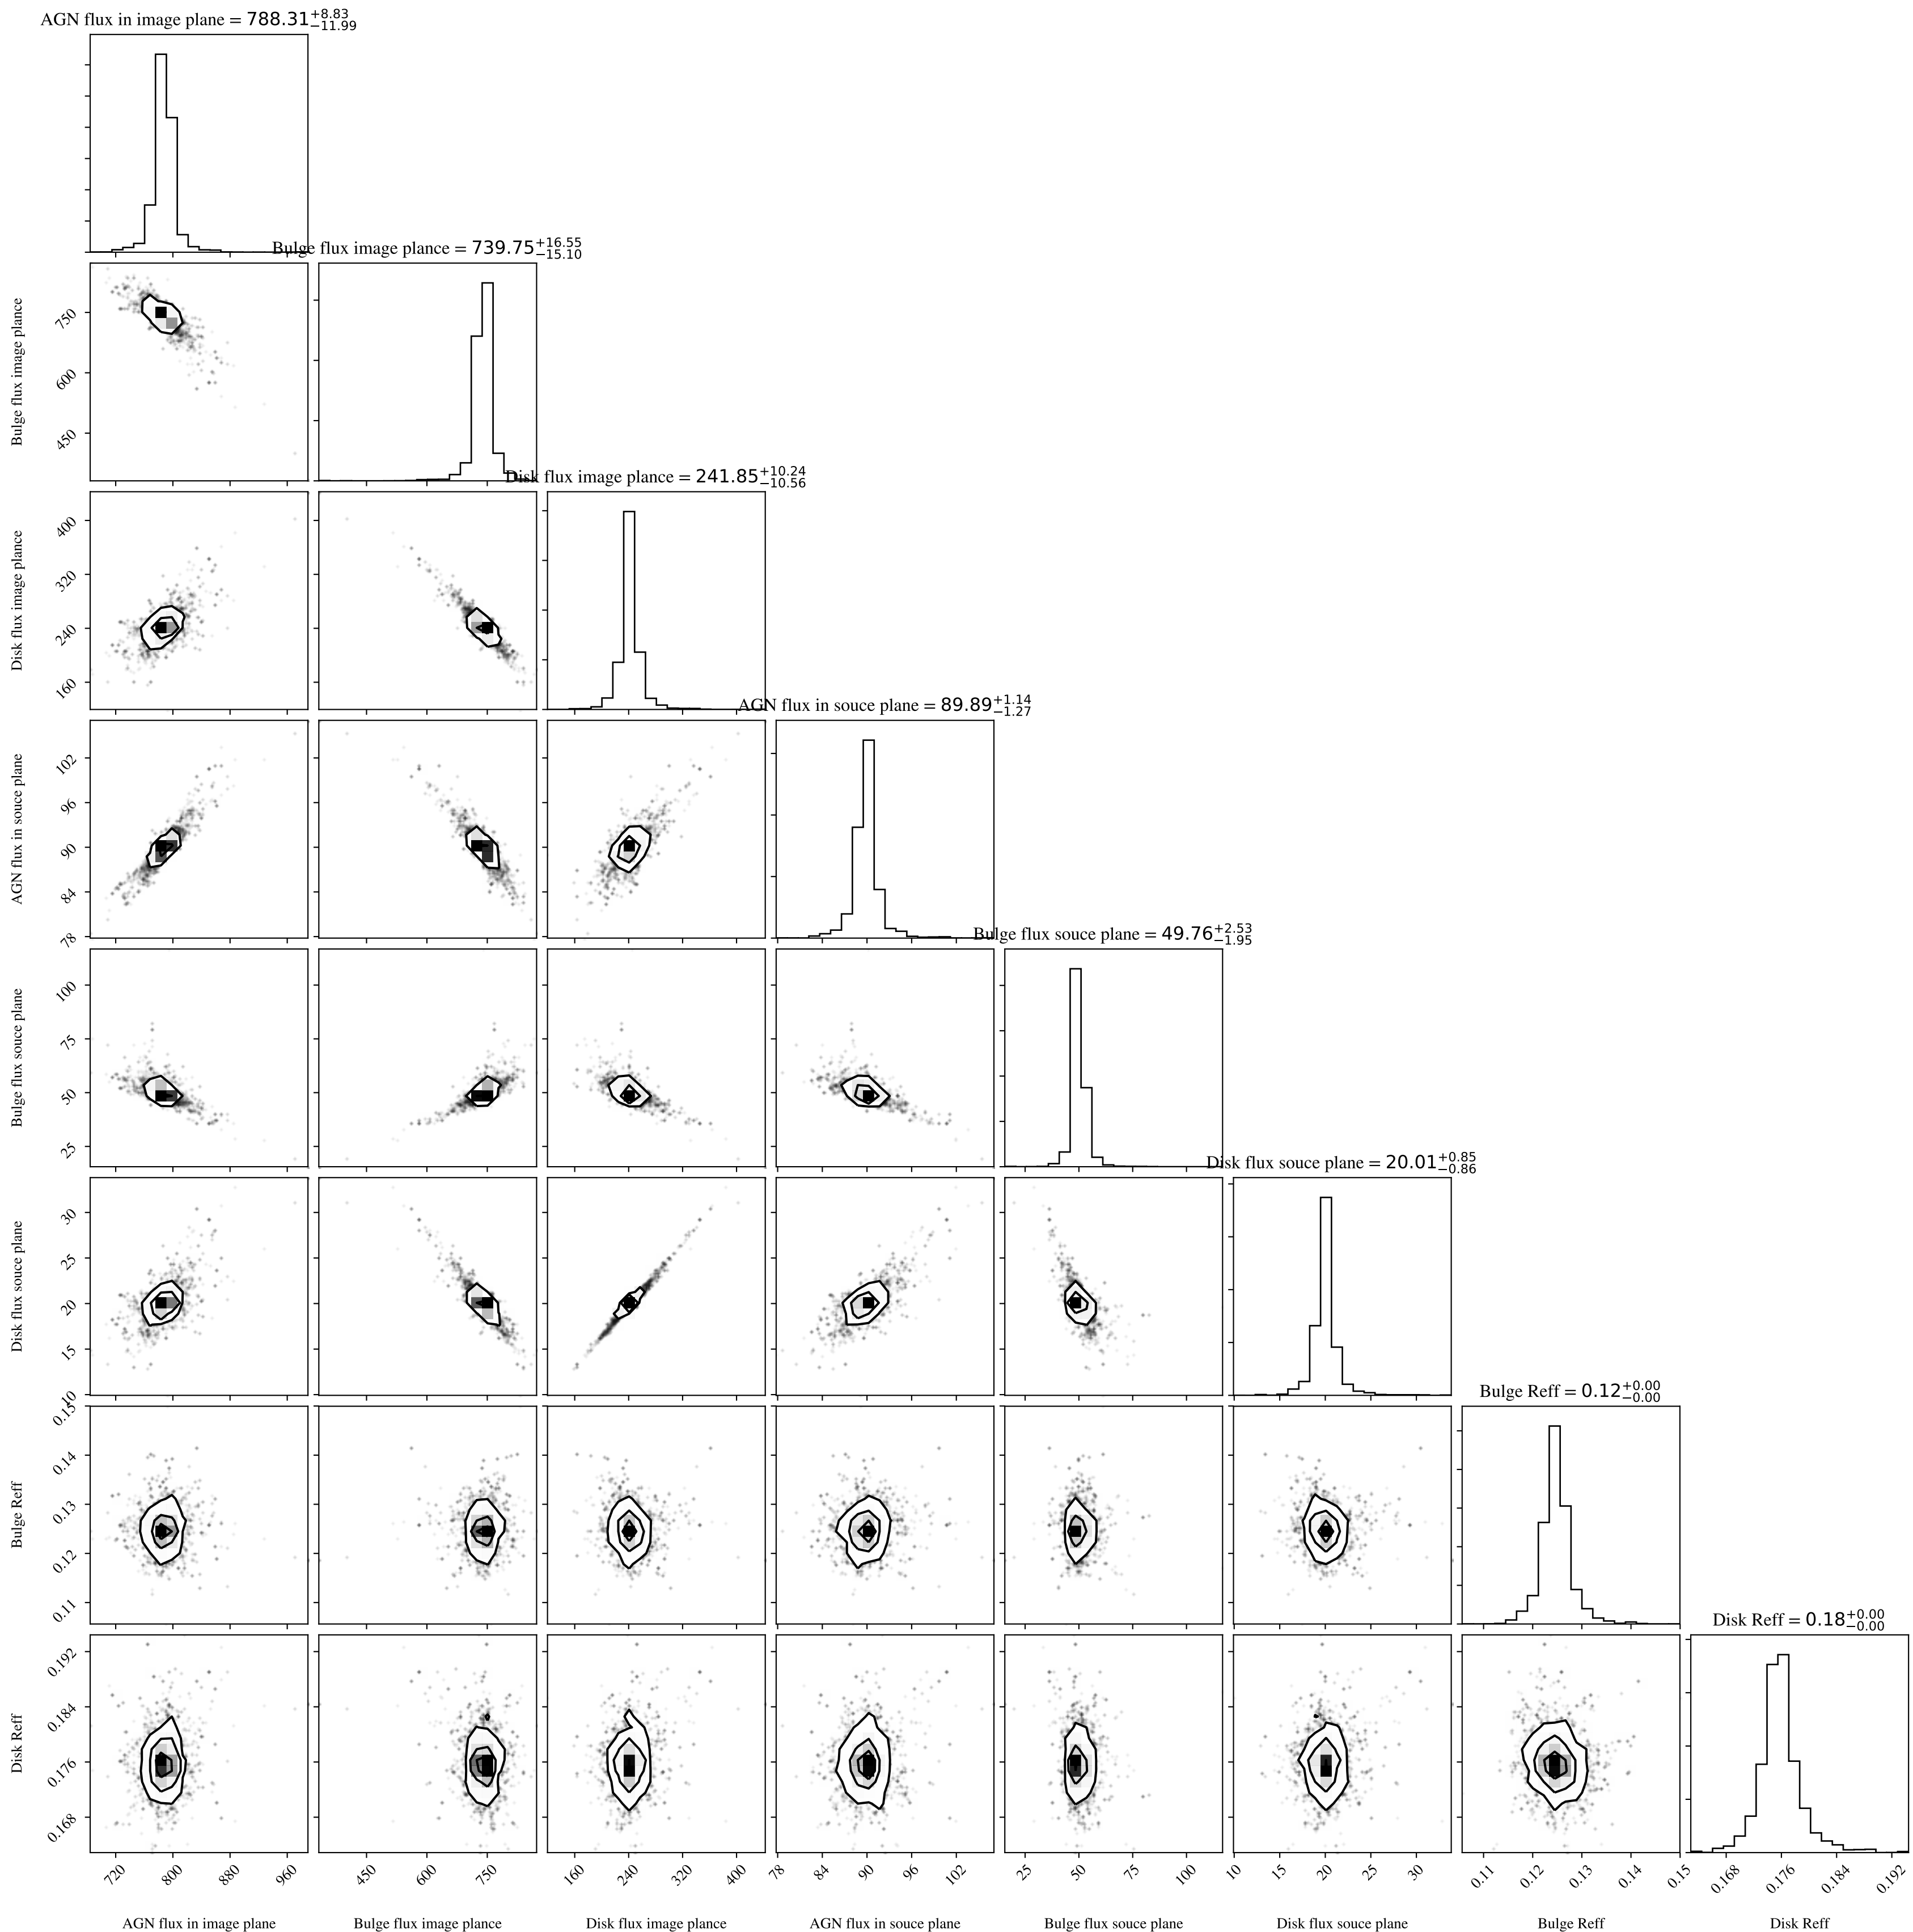 AGN flux in image plane = 788.31+8.83−11.99
Bulge flux image plance = 739.75+16.55−15.10
750
600
450
Bulge flux image plance
Disk flux image plance = 241.85+10.24−10.56
400
320
240
160
Disk flux image plance
AGN flux in souce plane = 89.89+1.14−1.27
102
96
90
84
78
AGN flux in souce plane
Bulge flux souce plane = 49.76+2.53−1.95
100
75
50
25
Bulge flux souce plane
Disk flux souce plane = 20.01+0.85−0.86
30
25
20
15
10
Disk flux souce plane
Bulge Reff = 0.12+0.00−0.00
0.15
0.14
0.13
0.12
0.11
Bulge Reff
Disk Reff = 0.18+0.00−0.00
0.192
0.184
0.176
0.168
Disk Reff
720 800 880 960 450 600 750 160 240 320 400 78 84 90 96 102 25 50 75 100 10 15 20 25 30 0.11 0.12 0.13 0.14 0.15 0.168 0.176 0.184 0.192
AGN flux in image plane Bulge flux image plance Disk flux image plance AGN flux in souce plane Bulge flux souce plane Disk flux souce plane Bulge Reff Disk Reff